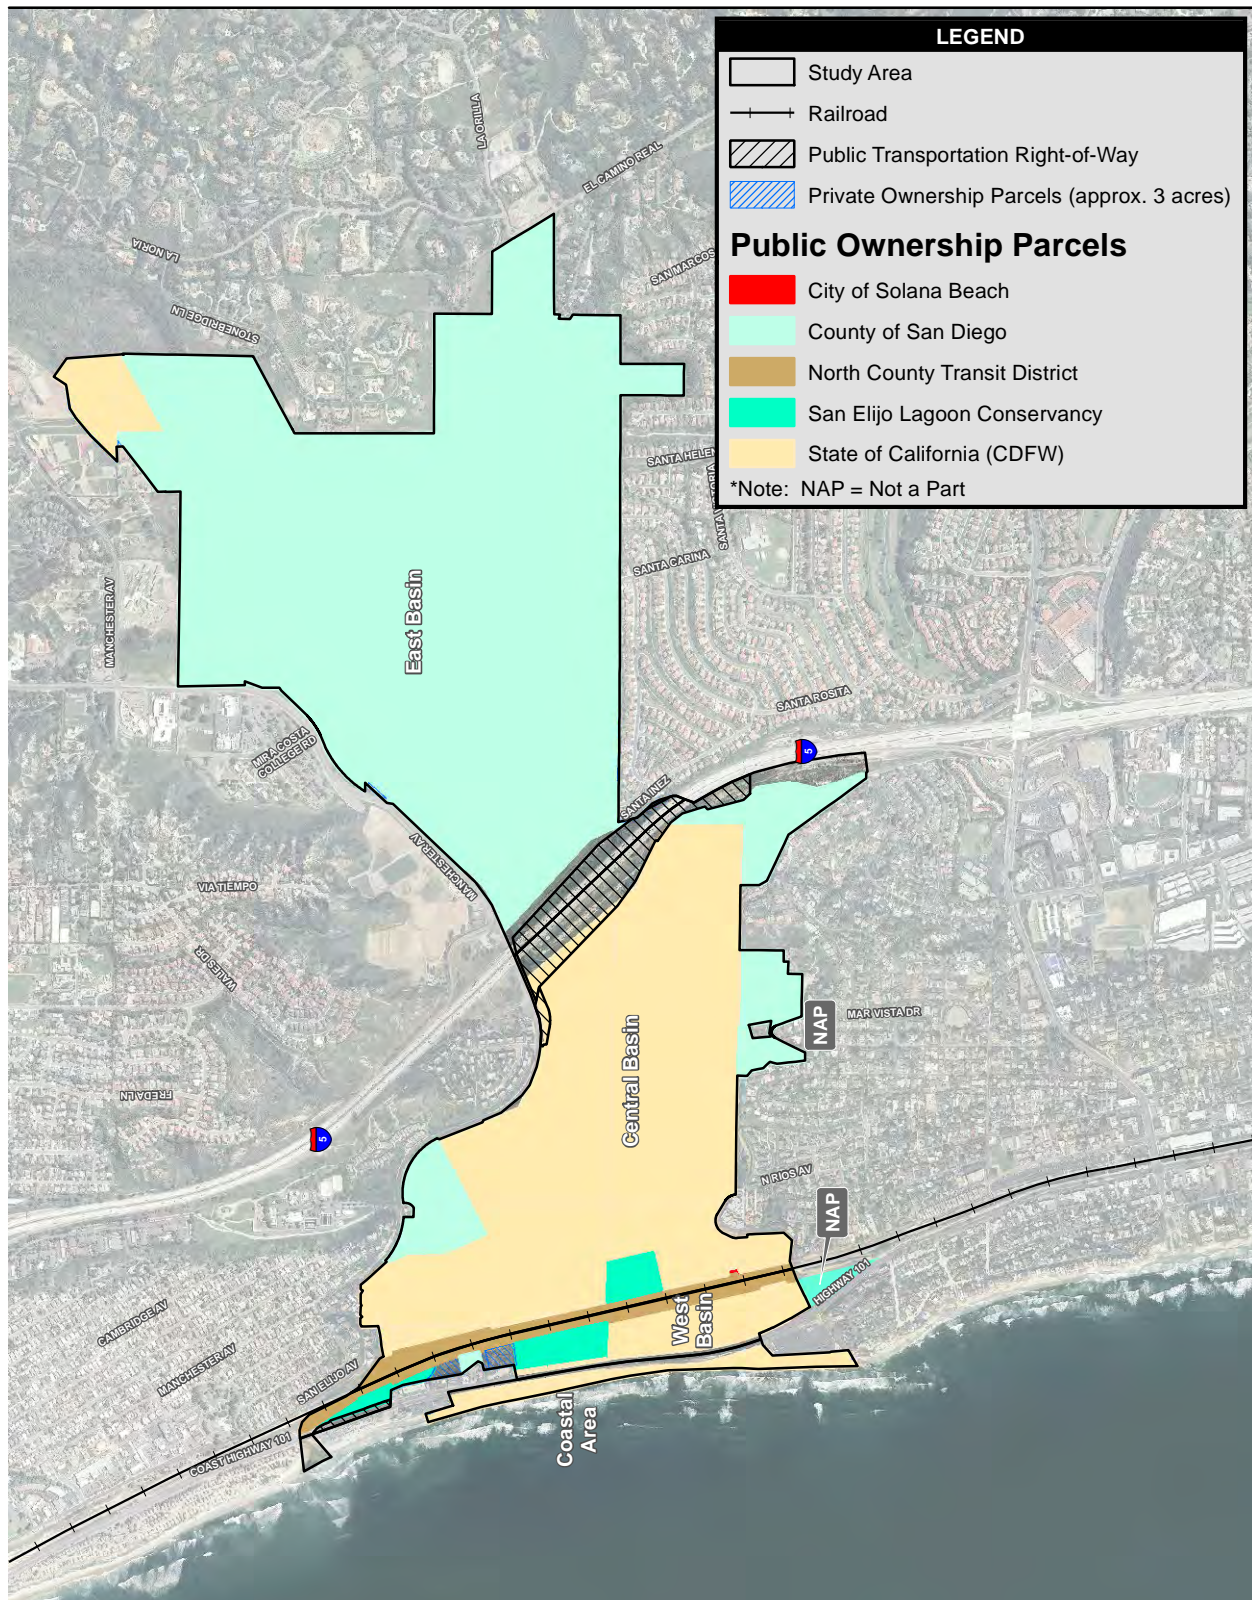 LEGEND
Study Area
Railroad
Public Transportation Right-of-Way
Private Ownership Parcels (approx. 3 acres)
Public Ownership Parcels
City of Solana Beach
County of San Diego
North County Transit District
San Elijo Lagoon Conservancy
State of California (CDFW)
*Note: NAP = Not a Part
LA ORILLA
EL CAMINO REAL
LA NORIA
SAN MARCOS
STONEBRIDGE LN
SANTA HELENA
SANTA CARINA
MANCHESTER AV
East Basin
SANTA ROSITA
5
MIRA COSTA
COLLEGE RD
SANTA INEZ
MANCHESTER AV
VIA TIEMPO
WALES DR
NAP
MAR VISTA DR
Central Basin
FREDA LN
5
N RIOS AV
NAP
HIGHWAY 101
CAMBRIDGE AV
West
Basin
MANCHESTER AV
SAN ELIJO AV
Coastal
Area
COAST HIGHWAY 101